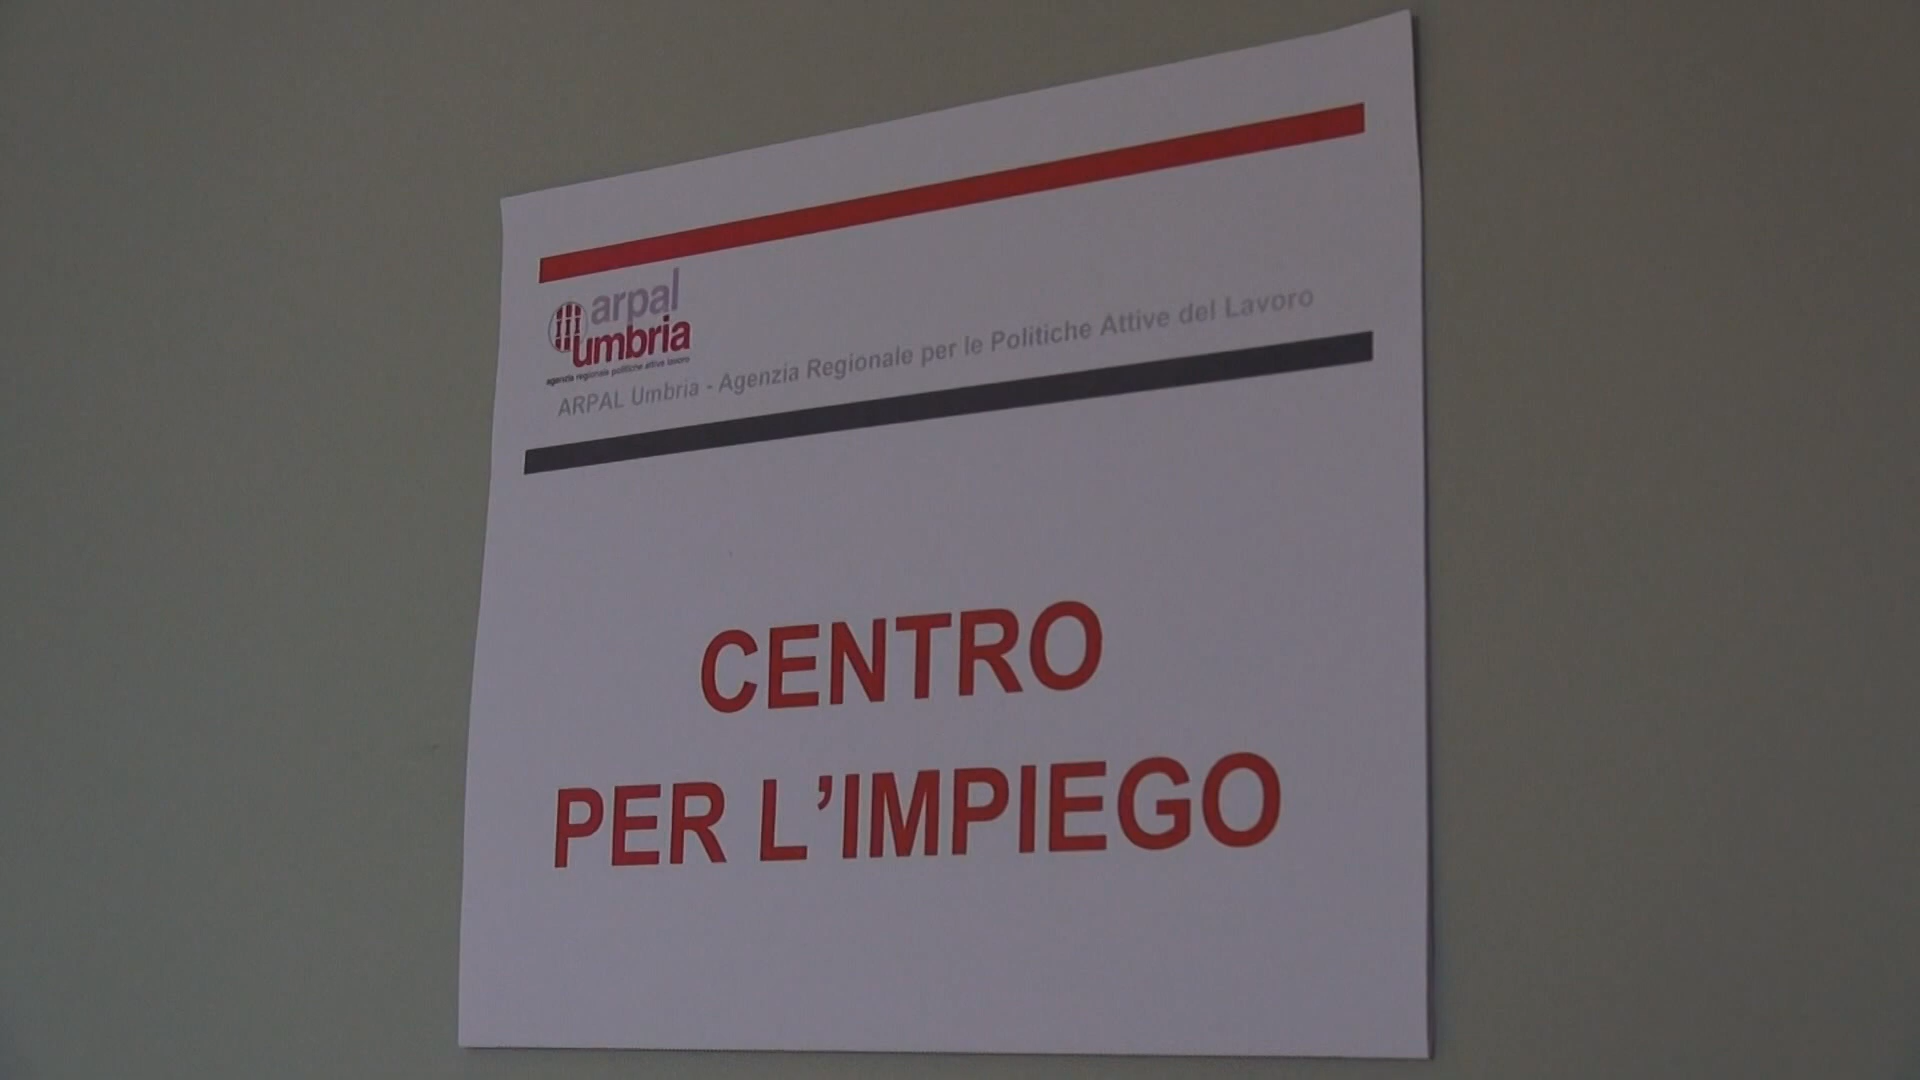 arpal
umbria
agenzia regionale politiche attive lavoro
ARPAL Umbria - Agenzia Regionale per le Politiche Attive del Lavoro
CENTRO
PER L’IMPIEGO